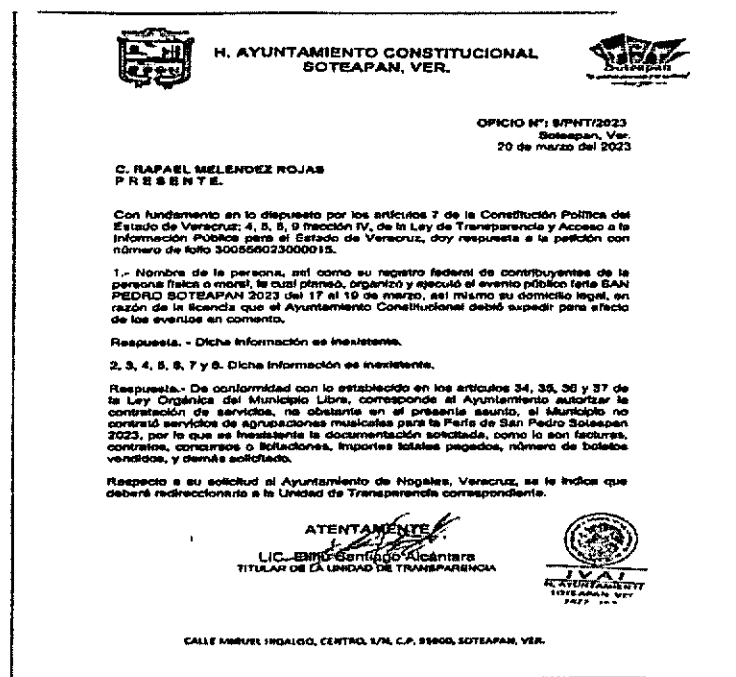 H. AYUNTAMIENTO CONSTITUCIONAL
SOTEAPAN, VER.
Soteapan
OFICIO N°: 8/PNT/2023
Soteapan, Ver.
20 de marzo del 2023
C. RAFAEL MELENDEZ ROJAS
P R E S E N T E.
Con fundamento en lo dispuesto por los artículos 7 de la Constitución Política del
Estado de Veracruz; 4, 5, 8, 9 fracción IV, de la Ley de Transparencia y Acceso a la
Información Pública para el Estado de Veracruz, doy respuesta a la petición con
número de folio 300556023000015.
1.- Nombre de la persona, así como su registro federal de contribuyentes de la
persona física o moral, la cual planeó, organizó y ejecutó el evento público feria SAN
PEDRO SOTEAPAN 2023 del 17 al 19 de marzo, así mismo su domicilio legal, en
razón de la licencia que el Ayuntamiento Constitucional debió expedir para efecto
de los eventos en comento.
Respuesta. - Dicha información es inexistente.
2, 3, 4, 5, 6, 7 y 8. Dicha información es inexistente.
Respuesta.- De conformidad con lo establecido en los artículos 34, 35, 36 y 37 de
la Ley Orgánica del Municipio Libre, corresponde al Ayuntamiento autorizar la
contratación de servicios, no obstante en el presente asunto, el Municipio no
contrató servicios de agrupaciones musicales para la Feria de San Pedro Soteapan
2023, por lo que es inexistente la documentación solicitada, como lo son facturas,
contratos, concursos o licitaciones, importes totales pagados, número de boletos
vendidos, y demás solicitado.
Respecto a su solicitud al Ayuntamiento de Nogales, Veracruz, se le indica que
deberá redireccionarla a la Unidad de Transparencia correspondiente.
ATENTAMENTE
LIC. Santiago Alcántara
TITULAR DE LA UNIDAD DE TRANSPARENCIA
IVAI
H. AYUNTAMIENTO
SOTEAPAN, VER
CALLE MIGUEL HIDALGO, CENTRO, S/N, C.P. SOTEAPAN, VER.